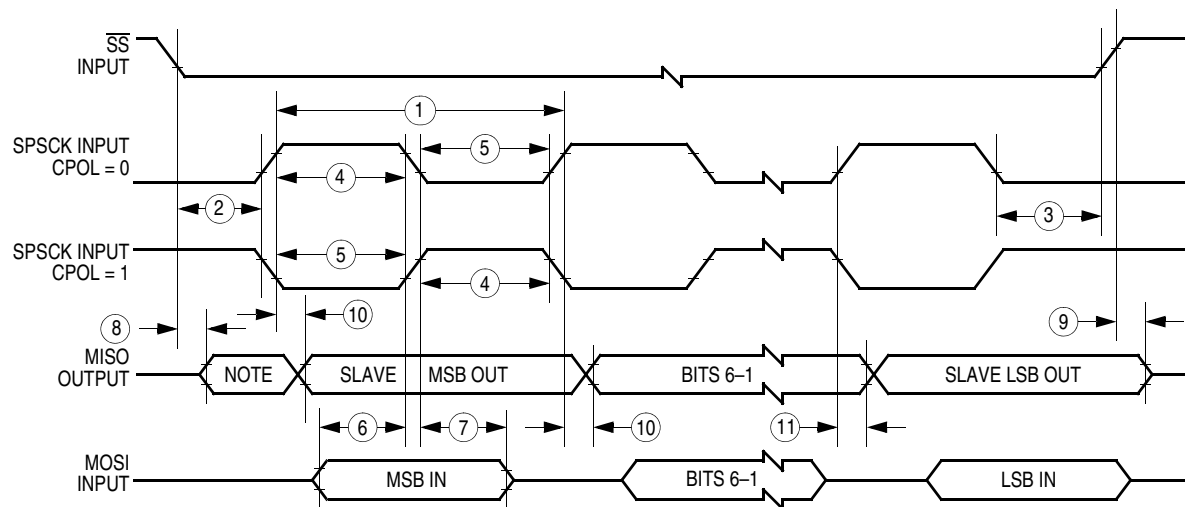 S̅S̅
INPUT
1
SPSCK INPUT
CPOL = 0
5
4
2
3
SPSCK INPUT
CPOL = 1
5
4
8
10
9
MISO
OUTPUT
NOTE
SLAVE MSB OUT
BITS 6–1
SLAVE LSB OUT
6
7
10
11
MOSI
INPUT
MSB IN
BITS 6–1
LSB IN